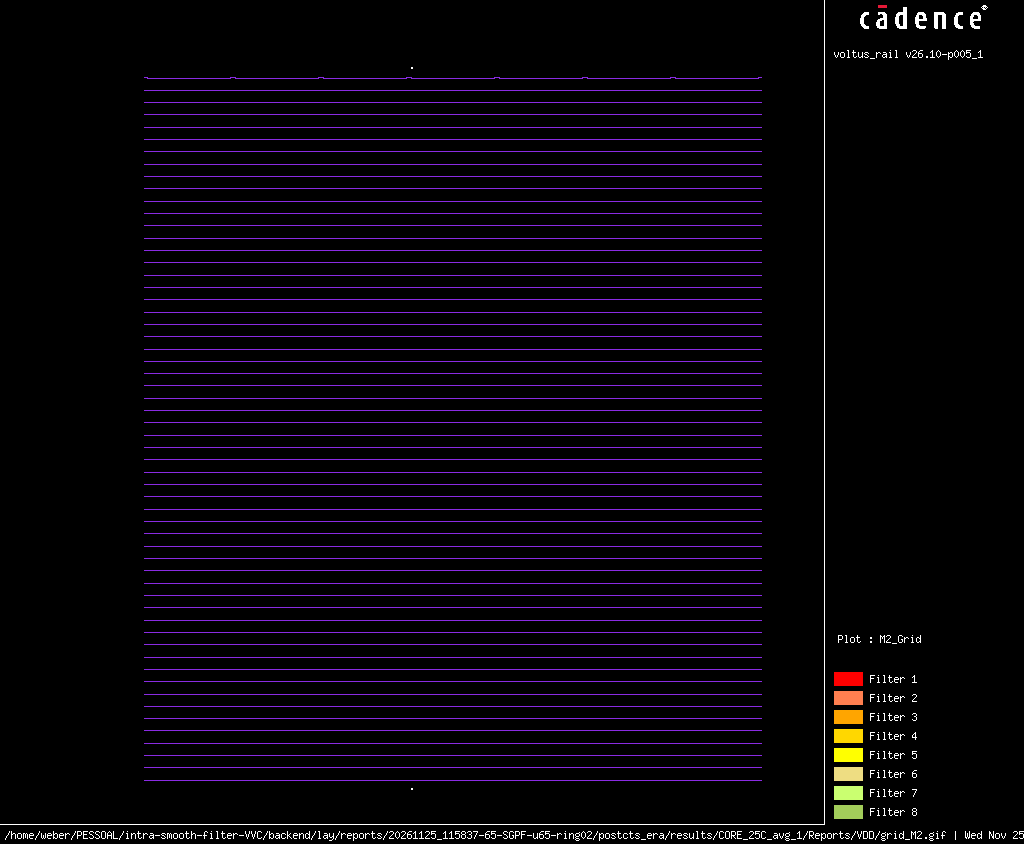 cādence®
voltus_rail v26.10-p005_1
Plot : M2_Grid
Filter 1
Filter 2
Filter 3
Filter 4
Filter 5
Filter 6
Filter 7
Filter 8
/home/weber/PESSOAL/intra-smooth-filter-VVC/backend/lay/reports/20261125_115837-65-SGPF-u65-ring02/postcts_era/results/CORE_25C_avg_1/Reports/VDD/grid_M2.gif | Wed Nov 25